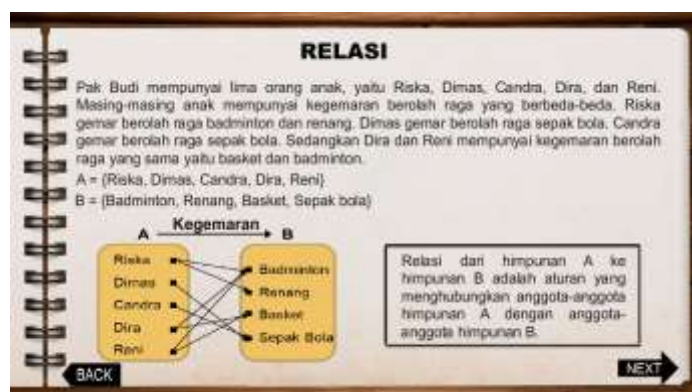 RELASI
Pak Budi mempunyai lima orang anak, yaitu Riska, Dimas, Candra, Dira, dan Reni.
Masing-masing anak mempunyai kegemaran berolah raga yang berbeda-beda. Riska
gemar berolah raga badminton dan renang. Dimas gemar berolah raga sepak bola. Candra
gemar berolah raga sepak bola. Sedangkan Dira dan Reni mempunyai kegemaran berolah
raga yang sama yaitu basket dan badminton.
A = {Riska, Dimas, Candra, Dira, Reni}
B = {Badminton, Renang, Basket, Sepak bola}
A Kegemaran B
Riska
Dimas
Candra
Dira
Reni
Badminton
Renang
Basket
Sepak Bola
Relasi dari himpunan A ke
himpunan B adalah aturan yang
menghubungkan anggota-anggota
himpunan A dengan anggota-
anggota himpunan B.
BACK
NEXT